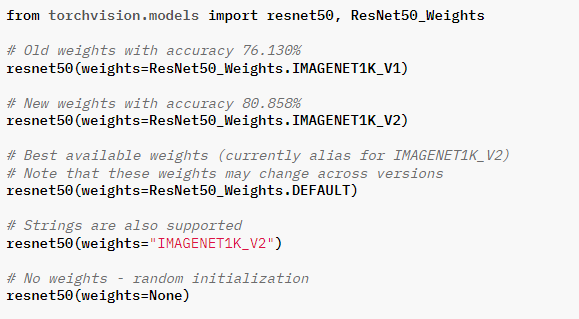 from torchvision.models import resnet50, ResNet50_Weights
# Old weights with accuracy 76.130%
resnet50(weights=ResNet50_Weights.IMAGENET1K_V1)
# New weights with accuracy 80.858%
resnet50(weights=ResNet50_Weights.IMAGENET1K_V2)
# Best available weights (currently alias for IMAGENET1K_V2)
# Note that these weights may change across versions
resnet50(weights=ResNet50_Weights.DEFAULT)
# Strings are also supported
resnet50(weights="IMAGENET1K_V2")
# No weights - random initialization
resnet50(weights=None)